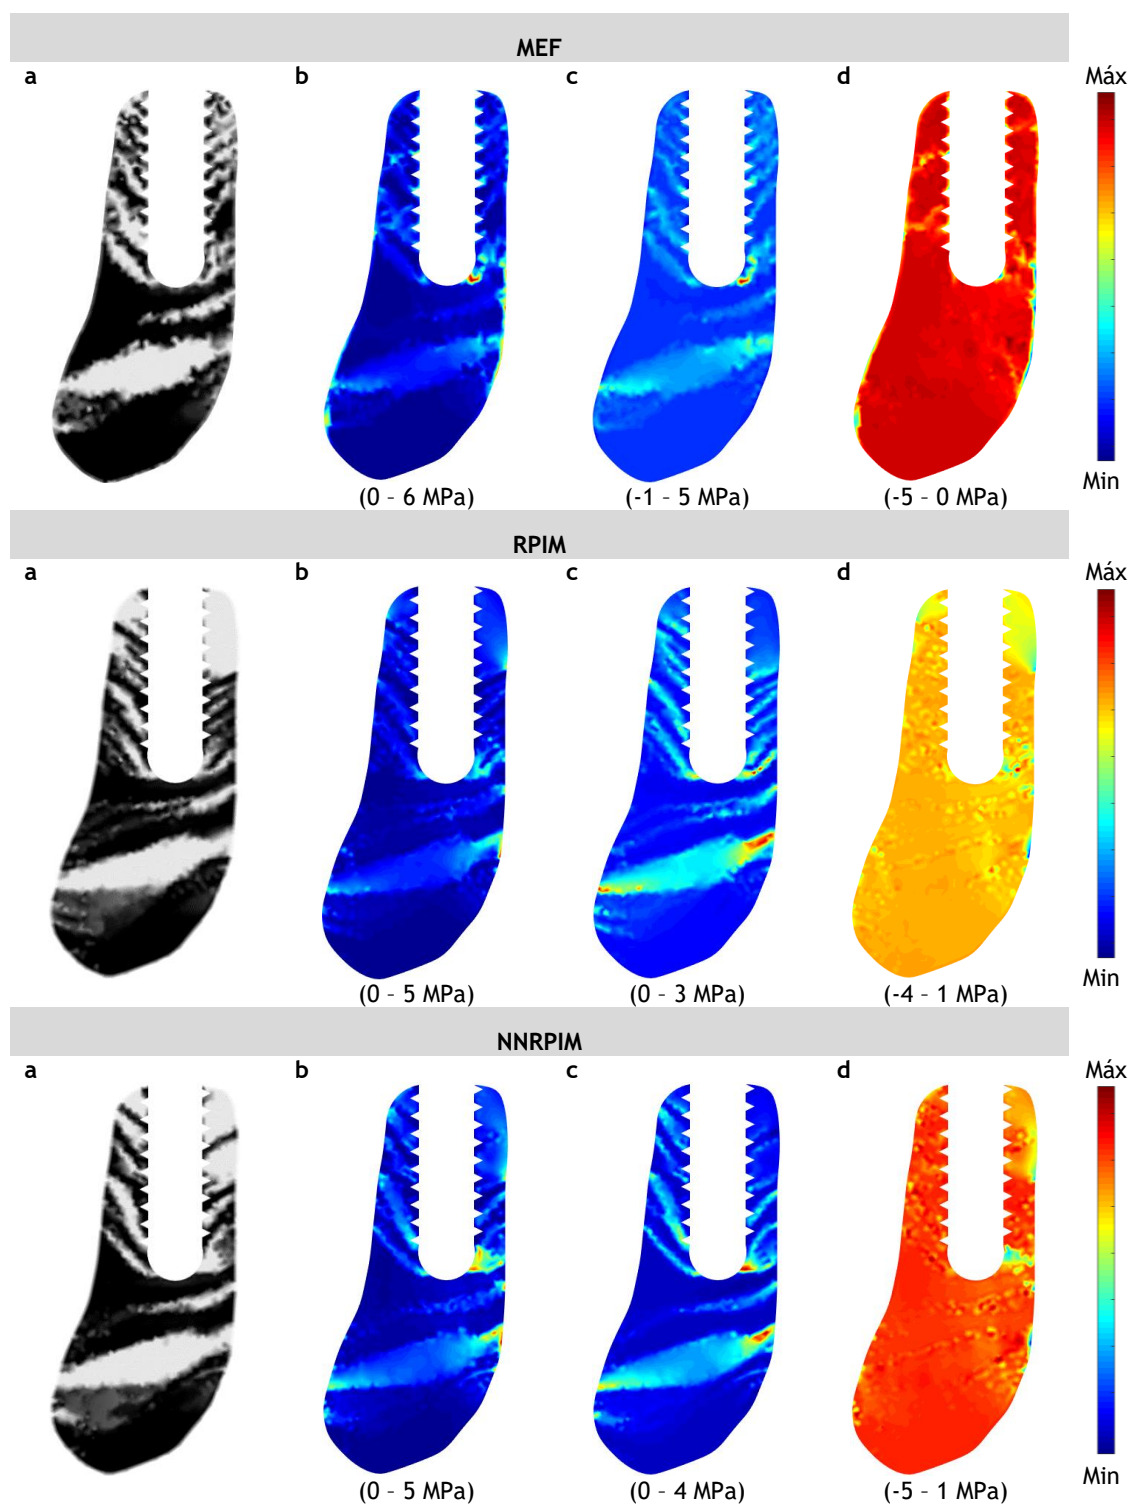 MEF
a b c d Máx
Min
(0 – 6 MPa) (-1 – 5 MPa) (-5 – 0 MPa)
RPIM
a b c d Máx
Min
(0 – 5 MPa) (0 – 3 MPa) (-4 – 1 MPa)
NNRPIM
a b c d Máx
Min
(0 – 5 MPa) (0 – 4 MPa) (-5 – 1 MPa)